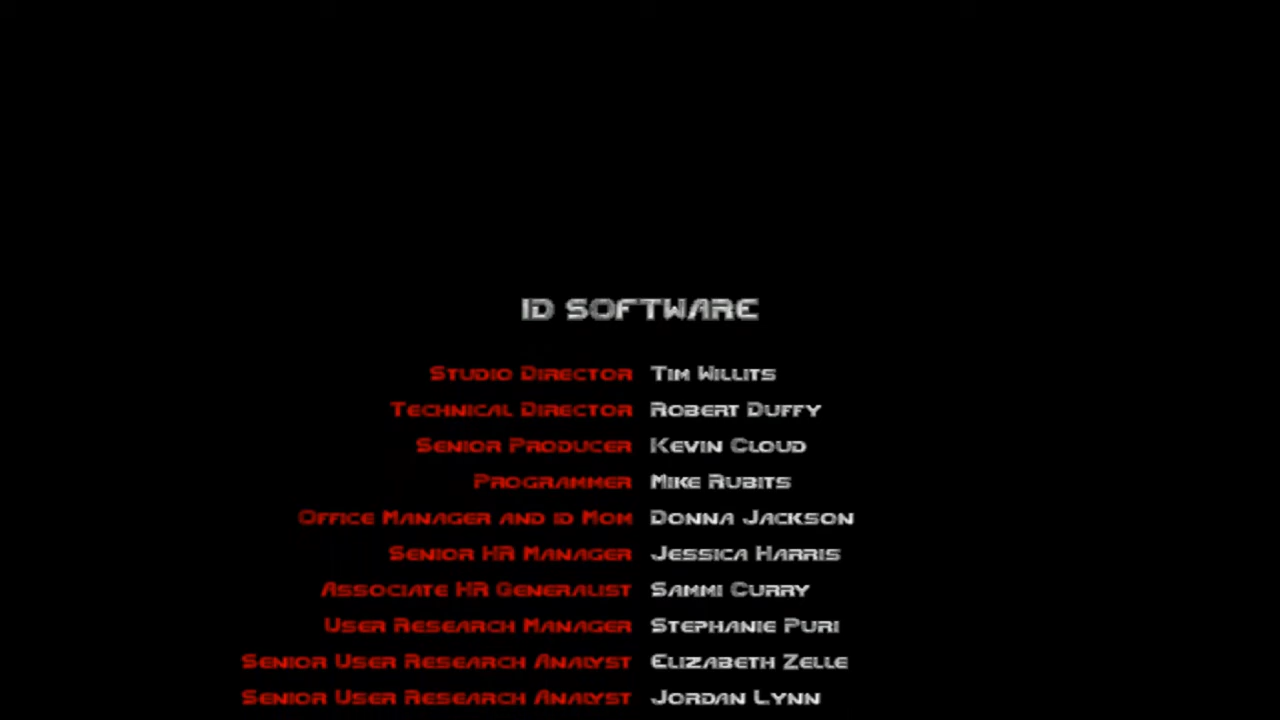 ID SOFTWARE
STUDIO DIRECTOR TIM WILLITS
TECHNICAL DIRECTOR ROBERT DUFFY
SENIOR PRODUCER KEVIN CLOUD
PROGRAMMER MIKE RUBITS
OFFICE MANAGER AND ID MOM DONNA JACKSON
SENIOR HR MANAGER JESSICA HARRIS
ASSOCIATE HR GENERALIST SAMMI CURRY
USER RESEARCH MANAGER STEPHANIE PURI
SENIOR USER RESEARCH ANALYST ELIZABETH ZELLE
SENIOR USER RESEARCH ANALYST JORDAN LYNN